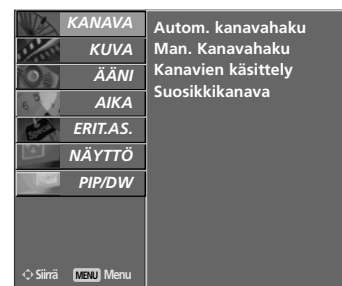 KANAVA
KUVA
ÄÄNI
AIKA
ERIT.AS.
NÄYTTÖ
PIP/DW
Autom. kanavahaku
Man. Kanavahaku
Kanavien käsittely
Suosikkikanava
Siirrä MENU Menu